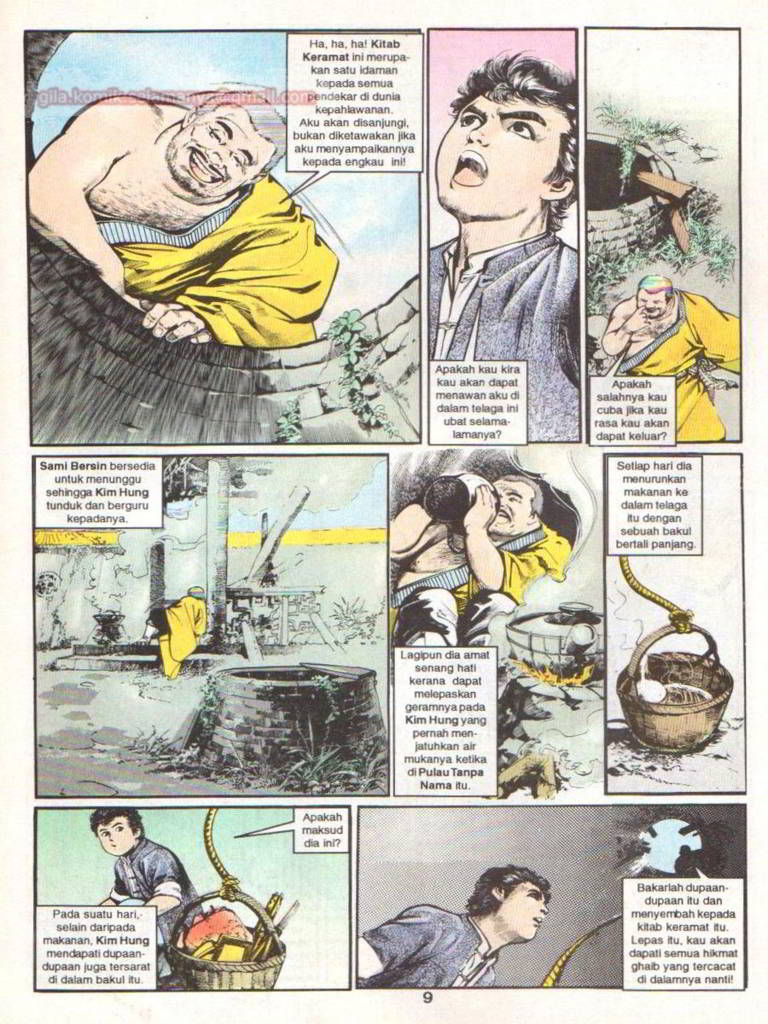 Ha, ha, ha! Kitab
Keramat ini merupa-
kan satu idaman
kepada semua
pendekar di dunia
kepahlawanan.
Aku akan disanjungi,
bukan diketawakan jika
aku menyampaikannya
kepada engkau ini!
Apakah kau kira
kau akan dapat
menawan aku di
dalam telaga ini
ubat selama-
lamanya?
Apakah
salahnya kau
cuba jika kau
rasa kau akan
dapat keluar?
Sami Bersin bersedia
untuk menunggu
sehingga Kim Hung
tunduk dan berguru
kepadanya.
Lagipun dia amat
senang hati
kerana dapat
melepaskan
geramnya pada
Kim Hung yang
pernah men-
jatuhkan air
mukanya ketika
di Pulau Tanpa
Nama itu.
Setiap hari dia
menurunkan
makanan ke
dalam telaga
itu dengan
sebuah bakul
bertali panjang.
Apakah
maksud
dia ini?
Pada suatu hari,
selain daripada
makanan, Kim Hung
mendapati dupaan-
dupaan juga tersarat
di dalam bakul itu.
Bakarlah dupaan-
dupaan itu dan
menyembah kepada
kitab keramat itu.
Lepas itu, kau akan
dapati semua hikmat
ghaib yang tercacat
di dalamnya nanti!
9